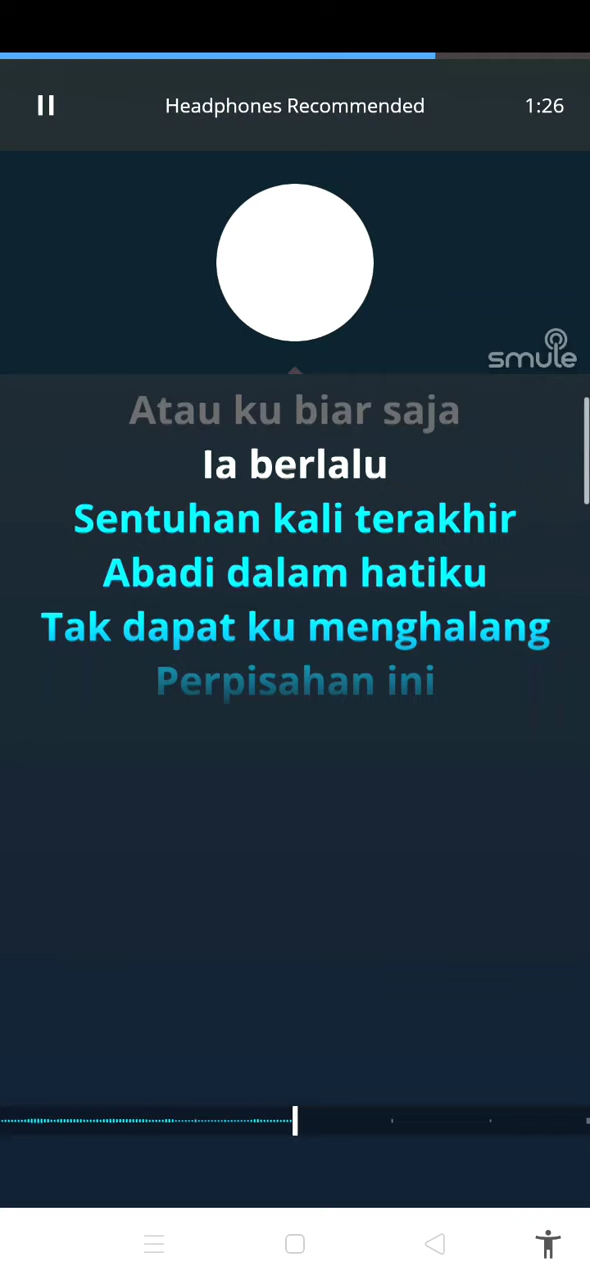 Headphones Recommended
1:26
smule
Atau ku biar saja
Ia berlalu
Sentuhan kali terakhir
Abadi dalam hatiku
Tak dapat ku menghalang
Perpisahan ini